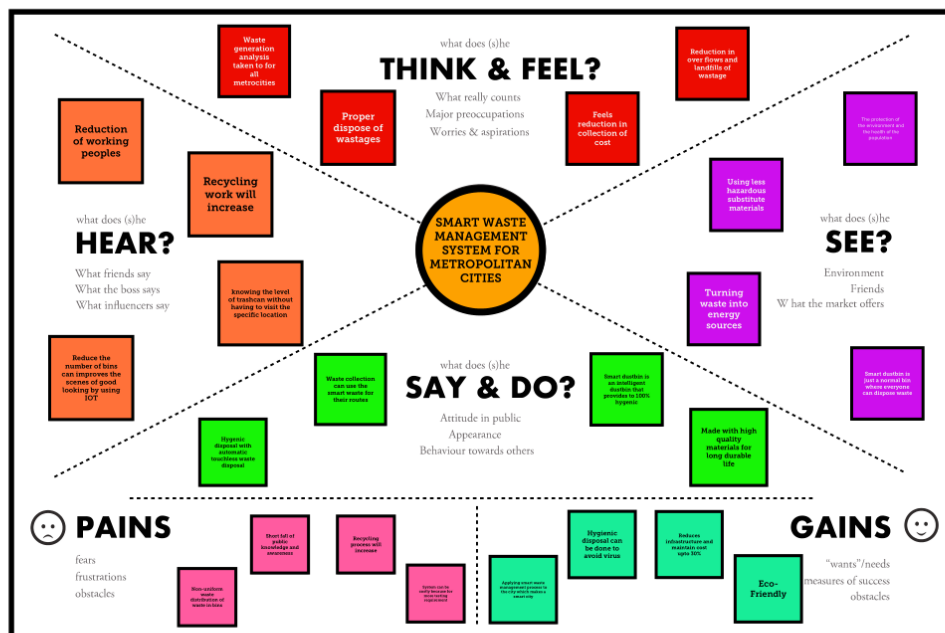 what does (s)he
THINK & FEEL?
What really counts
Major preoccupations
Worries & aspirations
Waste
generation
analysis
taken to for
all
metrocities
Proper
dispose of
wastages
Feels
reduction in
collection of
cost
Reduction in
over flows and
landfills of
wastage
Reduction
of working
peoples
Recycling
work will
increase
what does (s)he
HEAR?
What friends say
What the boss says
What influencers say
knowing the level
of trashcan without
having to visit the
specific location
Reduce the
number of bins
can improves the
scenes of good
looking by using
IOT
SMART WASTE
MANAGEMENT
SYSTEM FOR
METROPOLITAN
CITIES
The protection of
the environment and
the health of the
population
Using less
hazardous
substitute
materials
what does (s)he
SEE?
Environment
Friends
W hat the market offers
Turning
waste into
energy
sources
Smart dustbin is
just a normal bin
where everyone
can dispose waste
what does (s)he
SAY & DO?
Attitude in public
Appearance
Behaviour towards others
Waste collection
can use the
smart waste for
their routes
Hygenic
disposal with
automatic
touchless waste
disposal
Smart dustbin is
an intelligent
dustbin that
provides to 100%
hygenic
Made with high
quality
materials for
long durable
life
PAINS
fears
frustrations
obstacles
Short fall of
public
knowledge and
awareness
Recycling
process will
increase
Non-uniform
waste
distribution of
waste in bins
System can be
costly because for
requirement
GAINS
"wants"/needs
measures of success
obstacles
Applying smart waste
management process to
the city which makes a
smart city
Hygienic
disposal can
be done to
avoid virus
Reduces
infrastructure and
maintain cost
upto 30%
Eco-
Friendly